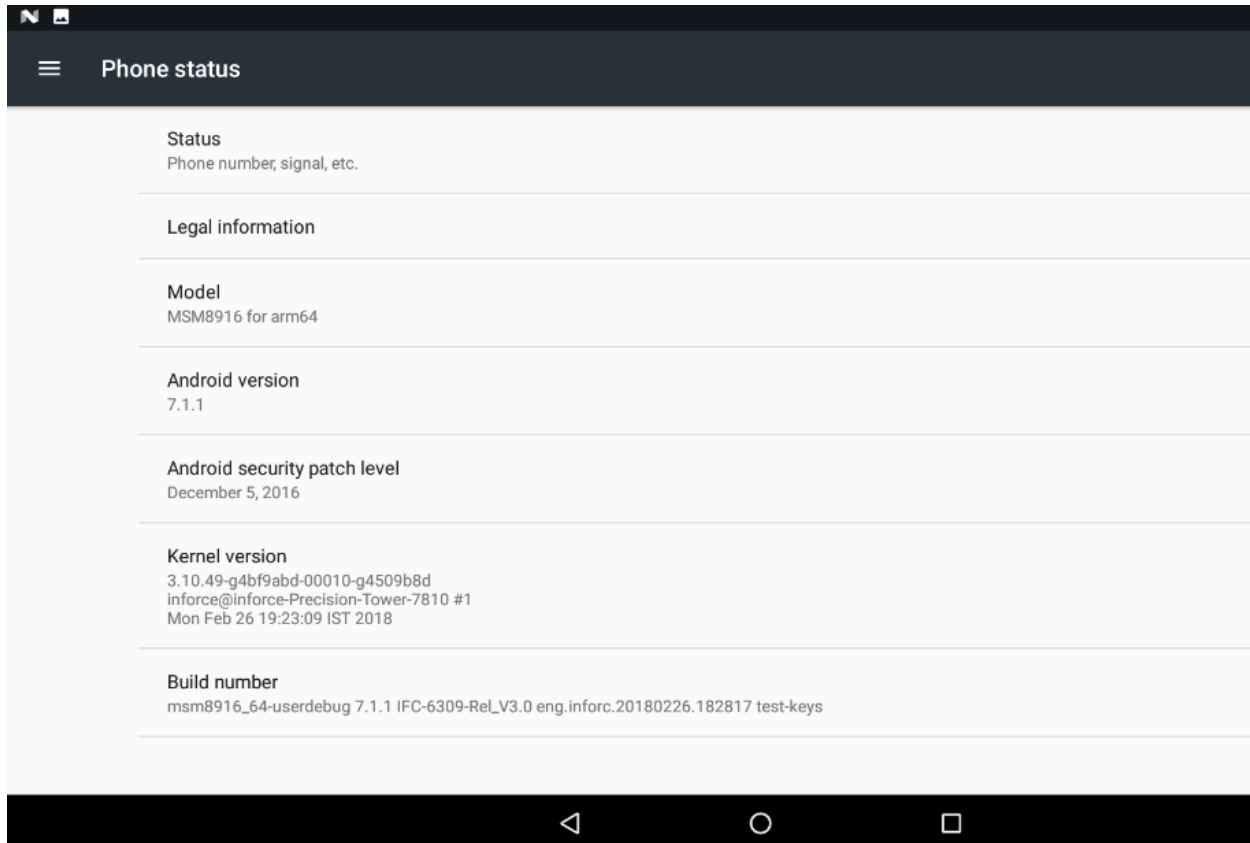 Phone status
Status
Phone number, signal, etc.
Legal information
Model
MSM8916 for arm64
Android version
7.1.1
Android security patch level
December 5, 2016
Kernel version
3.10.49-g4bf9abd-00010-g4509b8d
inforce@inforce-Precision-Tower-7810 #1
Mon Feb 26 19:23:09 IST 2018
Build number
msm8916_64-userdebug 7.1.1 IFC-6309-Rel_V3.0 eng.inforc.20180226.182817 test-keys